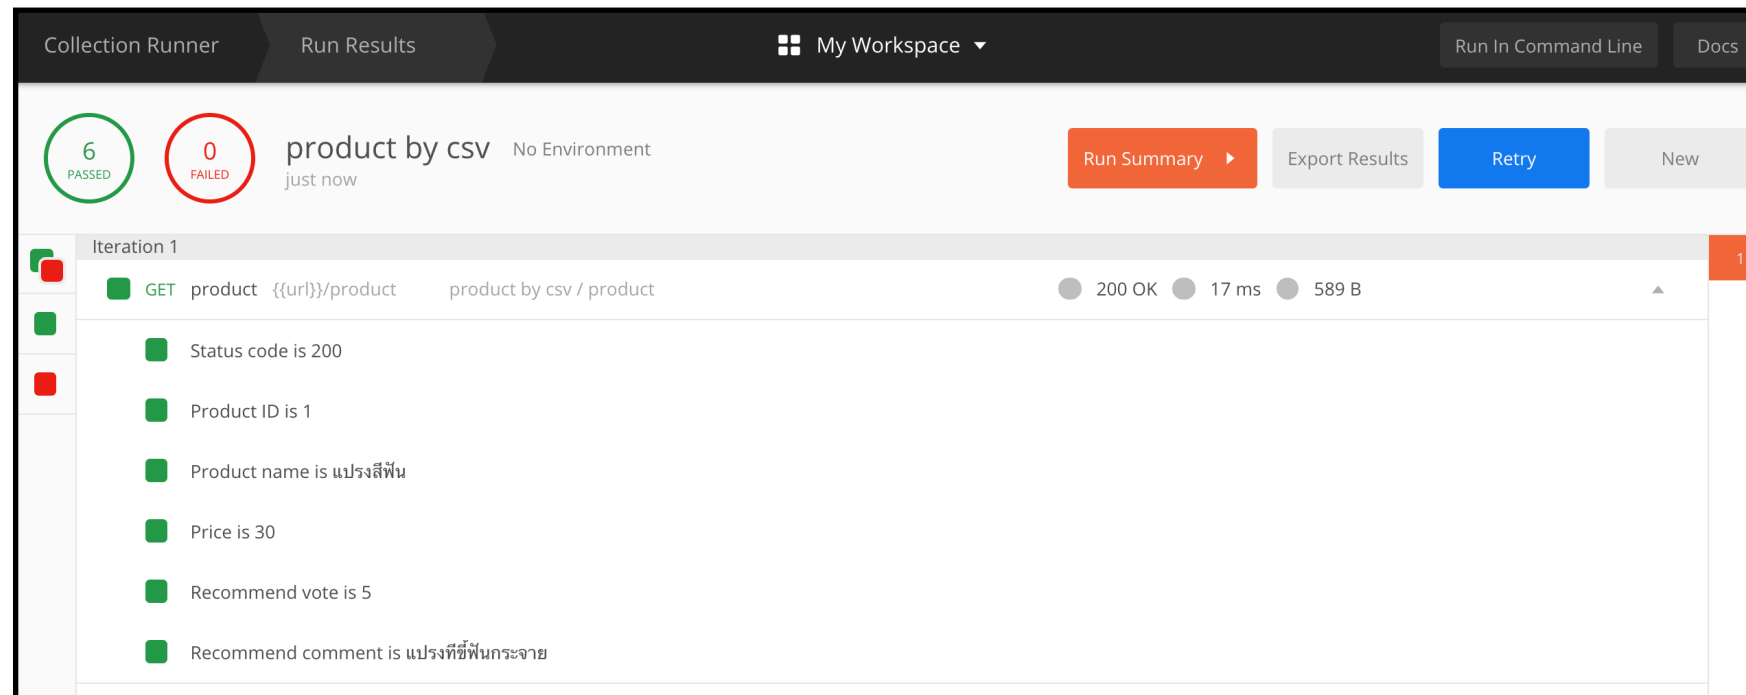 Collection Runner Run Results My Workspace Run In Command Line Docs
6 PASSED
0 FAILED
product by csv No Environment
just now
Run Summary Export Results Retry New
Iteration 1
1
GET product {{url}}/product product by csv / product 200 OK 17 ms 589 B
Status code is 200
Product ID is 1
Product name is แปรงสีฟัน
Price is 30
Recommend vote is 5
Recommend comment is แปรงทีขี้ฟันกระจาย